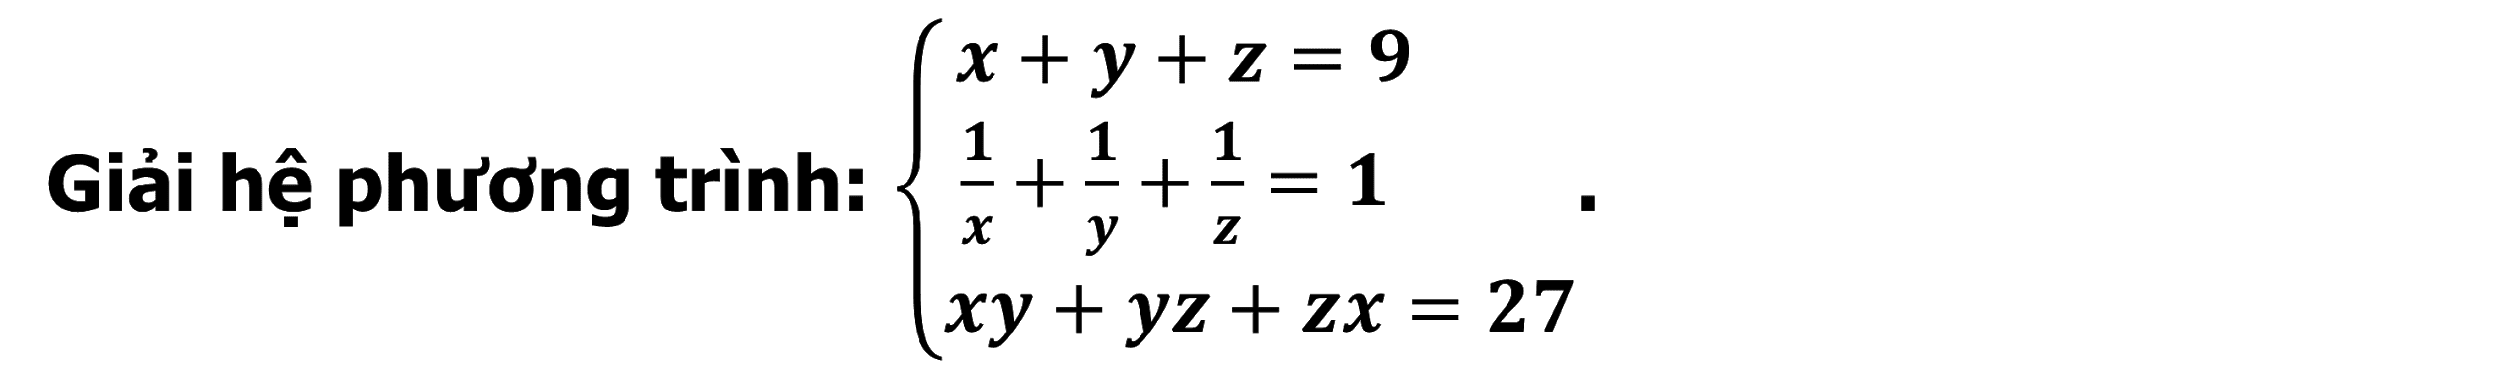 Giải hệ phương trình: { x + y + z = 9
1/x + 1/y + 1/z = 1
xy + yz + zx = 27 .